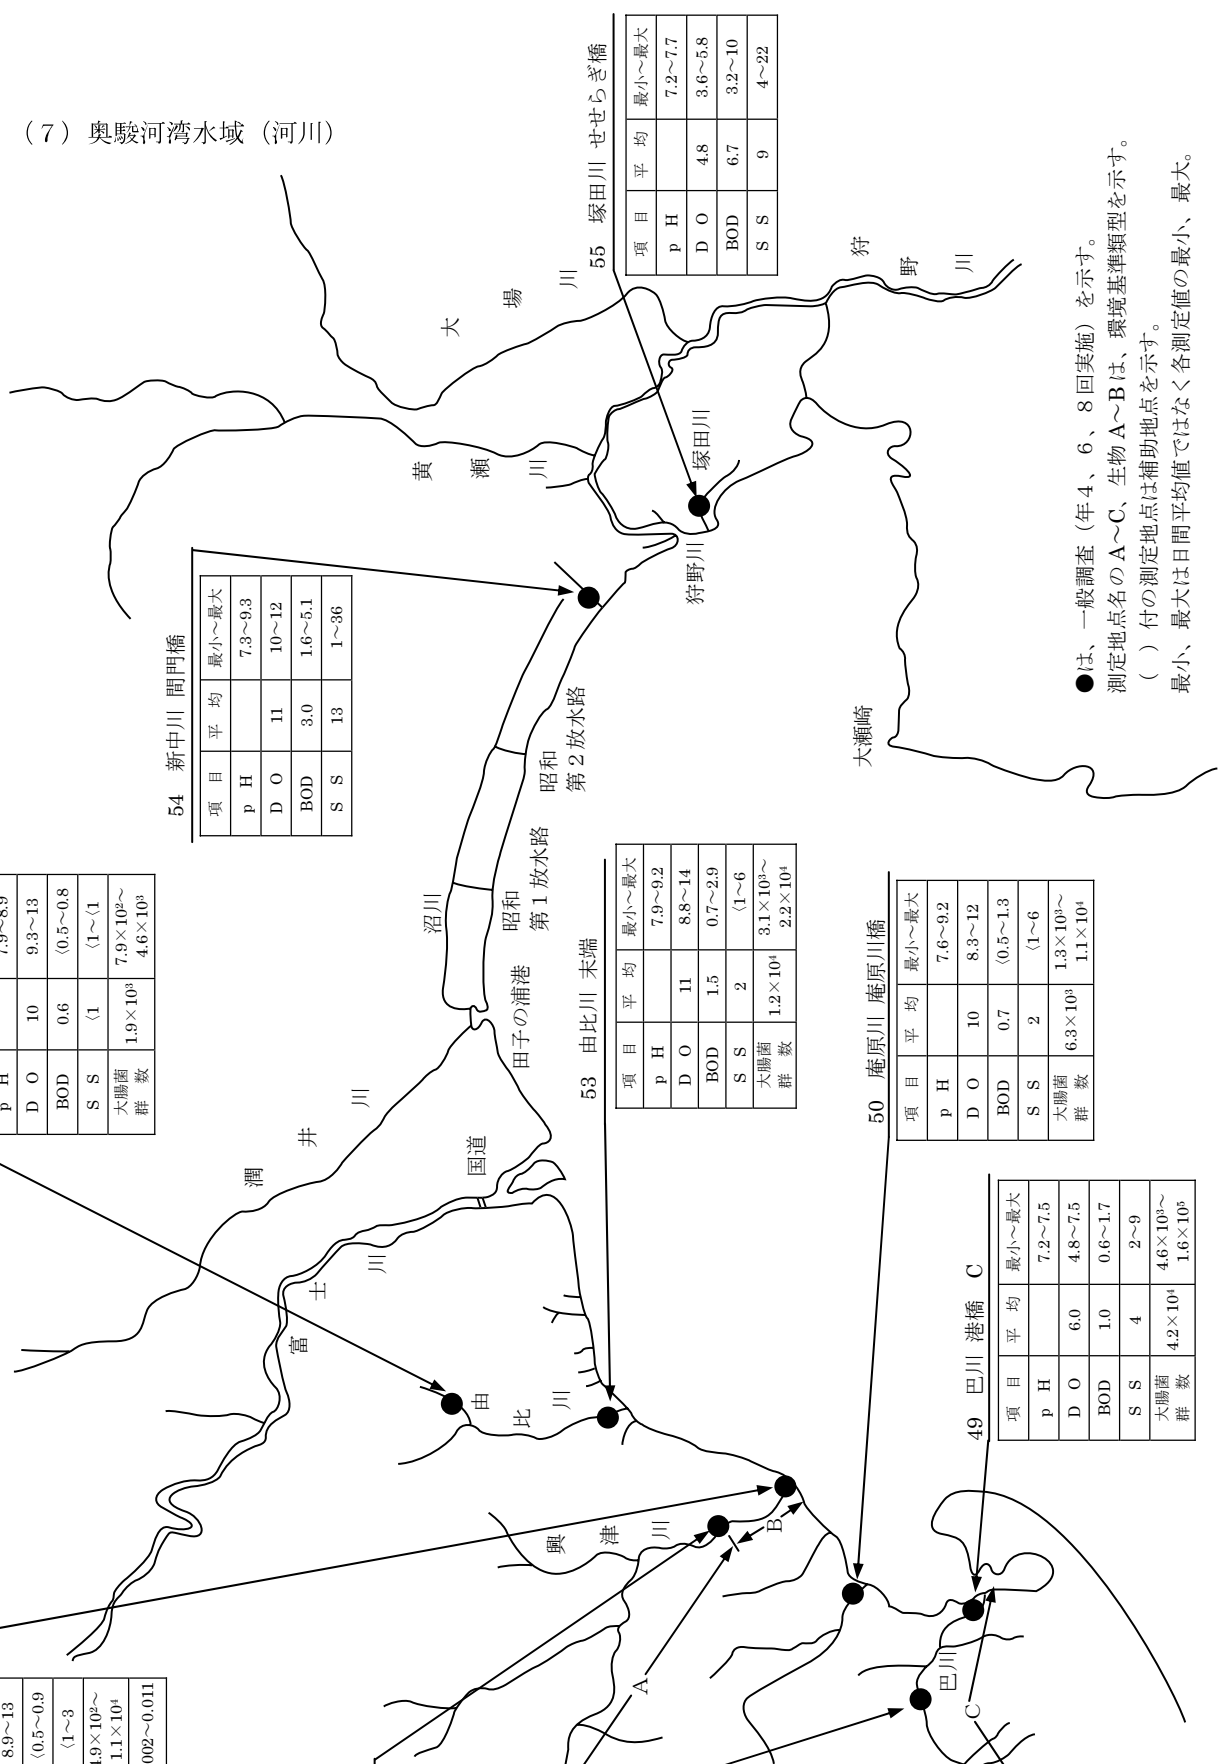 （7）奥駿河湾水域（河川）
55 塚田川 せせらぎ橋
項 目 平 均 最小～最大
p H 7.2～7.7
D O 4.8 3.6～5.8
BOD 6.7 3.2～10
S S 9 4～22
狩野川
大場川
黄瀬川
塚田川
狩野川
54 新中川 間門橋
項 目 平 均 最小～最大
p H 7.3～9.3
D O 11 10～12
BOD 3.0 1.6～5.1
S S 13 1～36
昭和
第２放水路
大瀬崎
●は、一般調査（年４、６、８回実施）を示す。
測定地点名のA～C、生物A～Bは、環境基準類型を示す。
（ ）付の測定地点は補助地点を示す。
最小、最大は日間平均値ではなく各測定値の最小、最大。
沼川
昭和
第１放水路
田子の浦港
p H 7.9～8.9
D O 10 9.3～13
BOD 0.6 〈0.5～0.8
S S 〈1 〈1～〈1
大腸菌
群 数 1.9×10³ 7.9×10²～
4.6×10³
53 由比川 末端
項 目 平 均 最小～最大
p H 7.9～9.2
D O 11 8.8～14
BOD 1.5 0.7～2.9
S S 2 〈1～6
大腸菌
群 数 1.2×10⁴ 3.1×10³～
2.2×10⁴
50 庵原川 庵原川橋
項 目 平 均 最小～最大
p H 7.6～9.2
D O 10 8.3～12
BOD 0.7 〈0.5～1.3
S S 2 〈1～6
大腸菌
群 数 6.3×10³ 1.3×10³～
1.1×10⁴
潤井川
国道
富士川
由比川
49 巴川 港橋 C
項 目 平 均 最小～最大
p H 7.2～7.5
D O 6.0 4.8～7.5
BOD 1.0 0.6～1.7
S S 4 2～9
大腸菌
群 数 4.2×10⁴ 4.6×10³～
1.6×10⁵
興津川
B
A
巴川
C
8.9～13
〈0.5～0.9
〈1～3
.9×10²～
1.1×10⁴
002～0.011